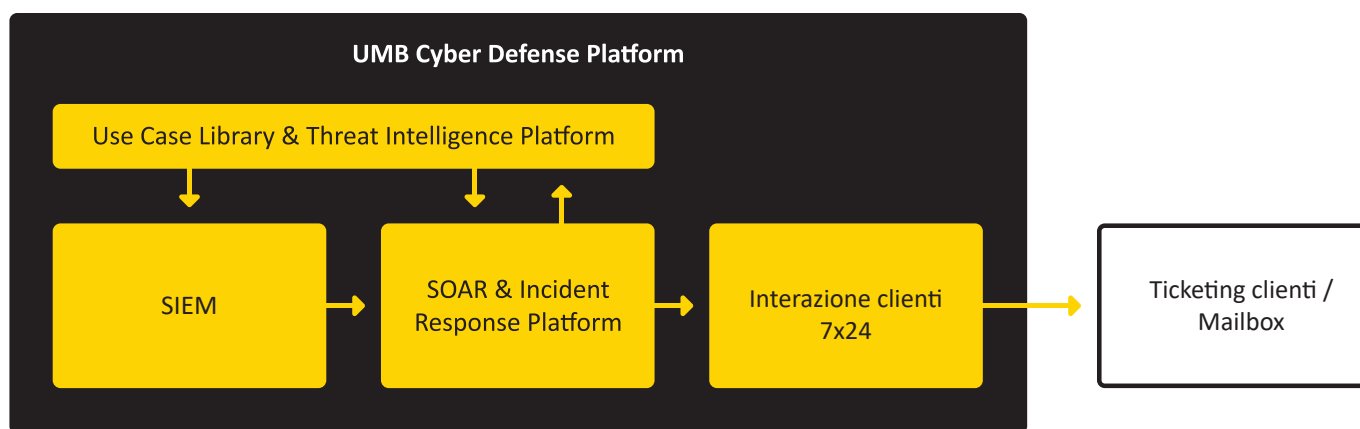 UMB Cyber Defense Platform
Use Case Library & Threat Intelligence Platform
SIEM
SOAR & Incident
Response Platform
Interazione clienti
7x24
Ticketing clienti /
Mailbox